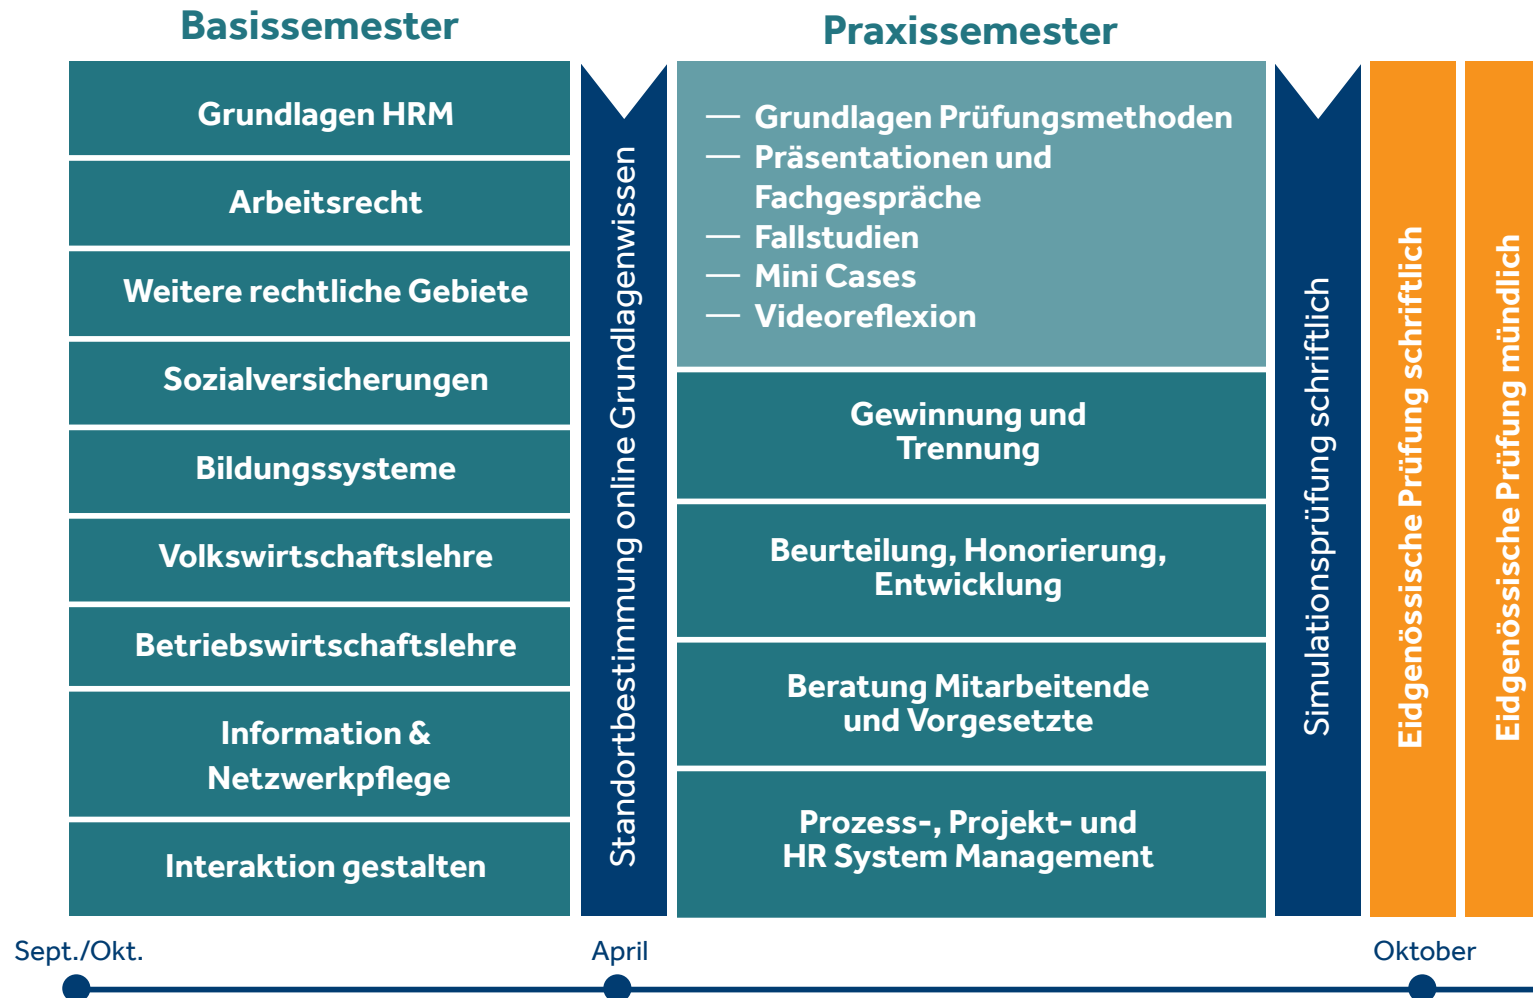 Basissemester
Grundlagen HRM
Arbeitsrecht
Weitere rechtliche Gebiete
Sozialversicherungen
Bildungssysteme
Volkswirtschaftslehre
Betriebswirtschaftslehre
Information &
Netzwerkpflege
Interaktion gestalten
Standortbestimmung online Grundlagenwissen
Praxissemester
— Grundlagen Prüfungsmethoden
— Präsentationen und
Fachgespräche
— Fallstudien
— Mini Cases
— Videoreflexion
Gewinnung und
Trennung
Beurteilung, Honorierung,
Entwicklung
Beratung Mitarbeitende
und Vorgesetzte
Prozess-, Projekt- und
HR System Management
Simulationsprüfung schriftlich
Eidgenössische Prüfung schriftlich
Eidgenössische Prüfung mündlich
Sept./Okt.
April
Oktober